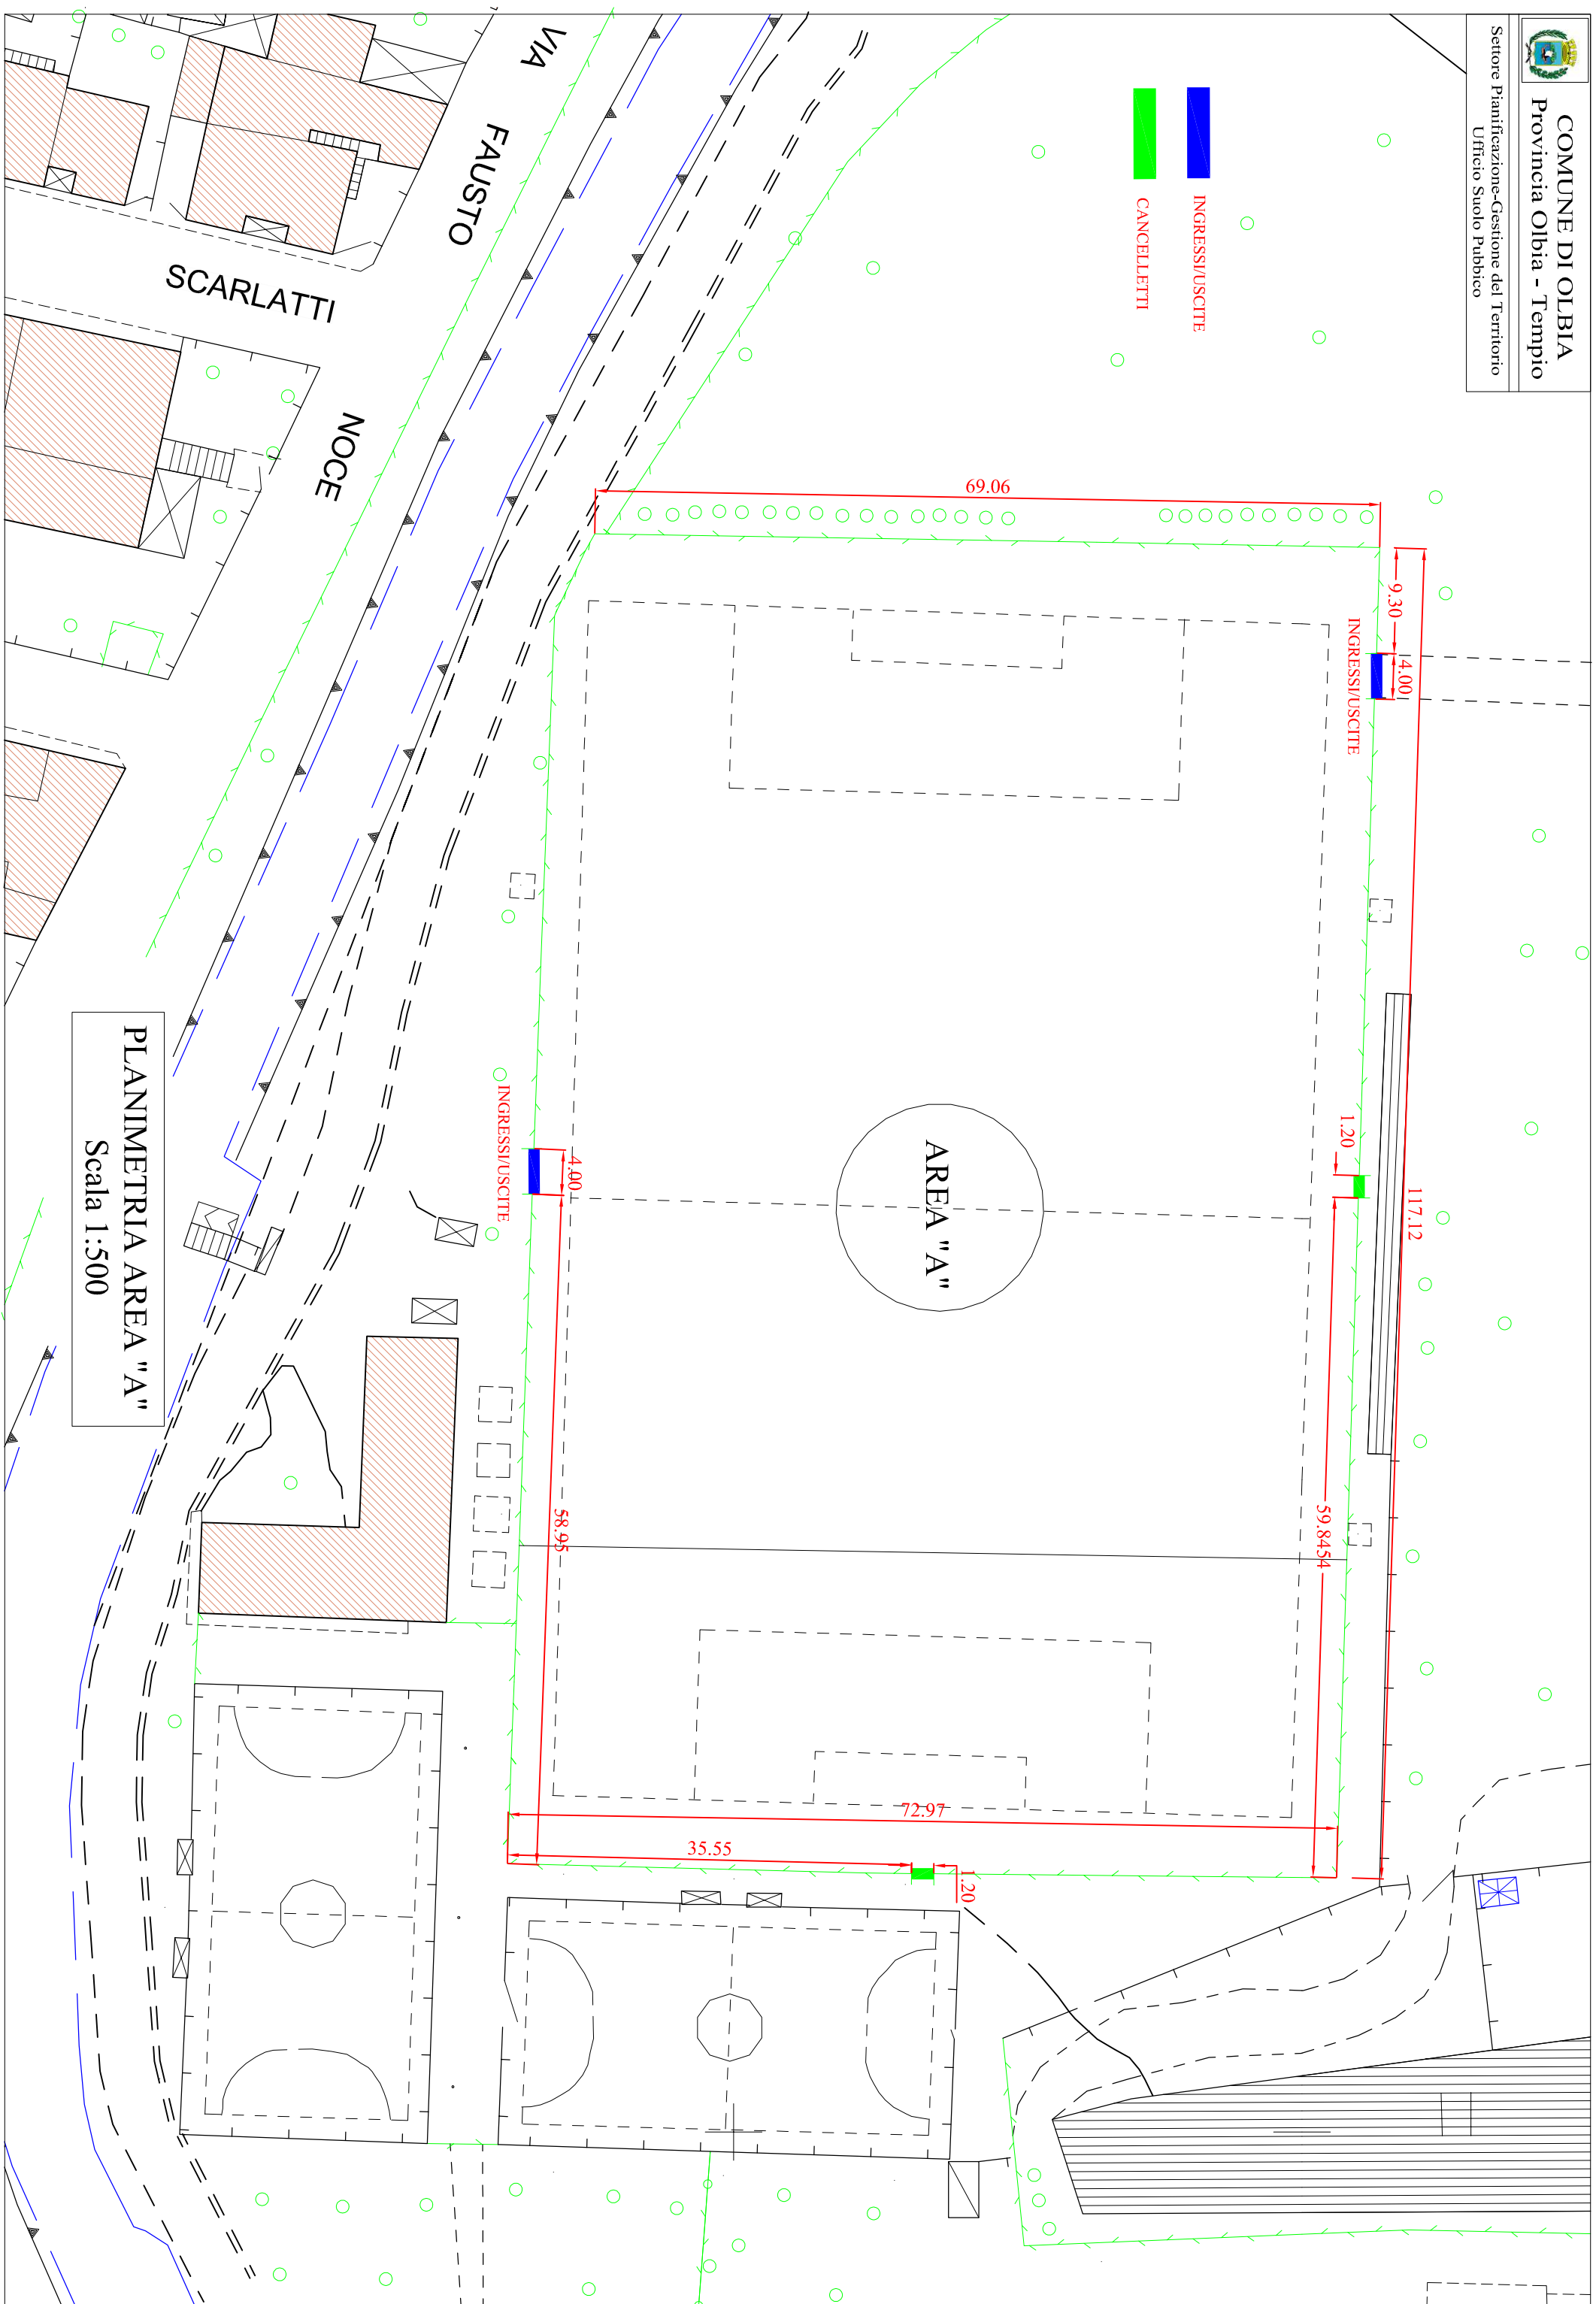 COMUNE DI OLBIA
Provincia Olbia - Tempio
Settore Pianificazione-Gestione del Territorio
Ufficio Suolo Pubbico
INGRESSI/USCITE
CANCELLETTI
VIA
FAUSTO
NOCE
SCARLATTI
69.06
9.30
4.00
INGRESSI/USCITE
117.12
1.20
AREA "A"
59.8454
4.00
INGRESSI/USCITE
58.95
72.97
35.55
1.20
PLANIMETRIA AREA "A"
Scala 1:500